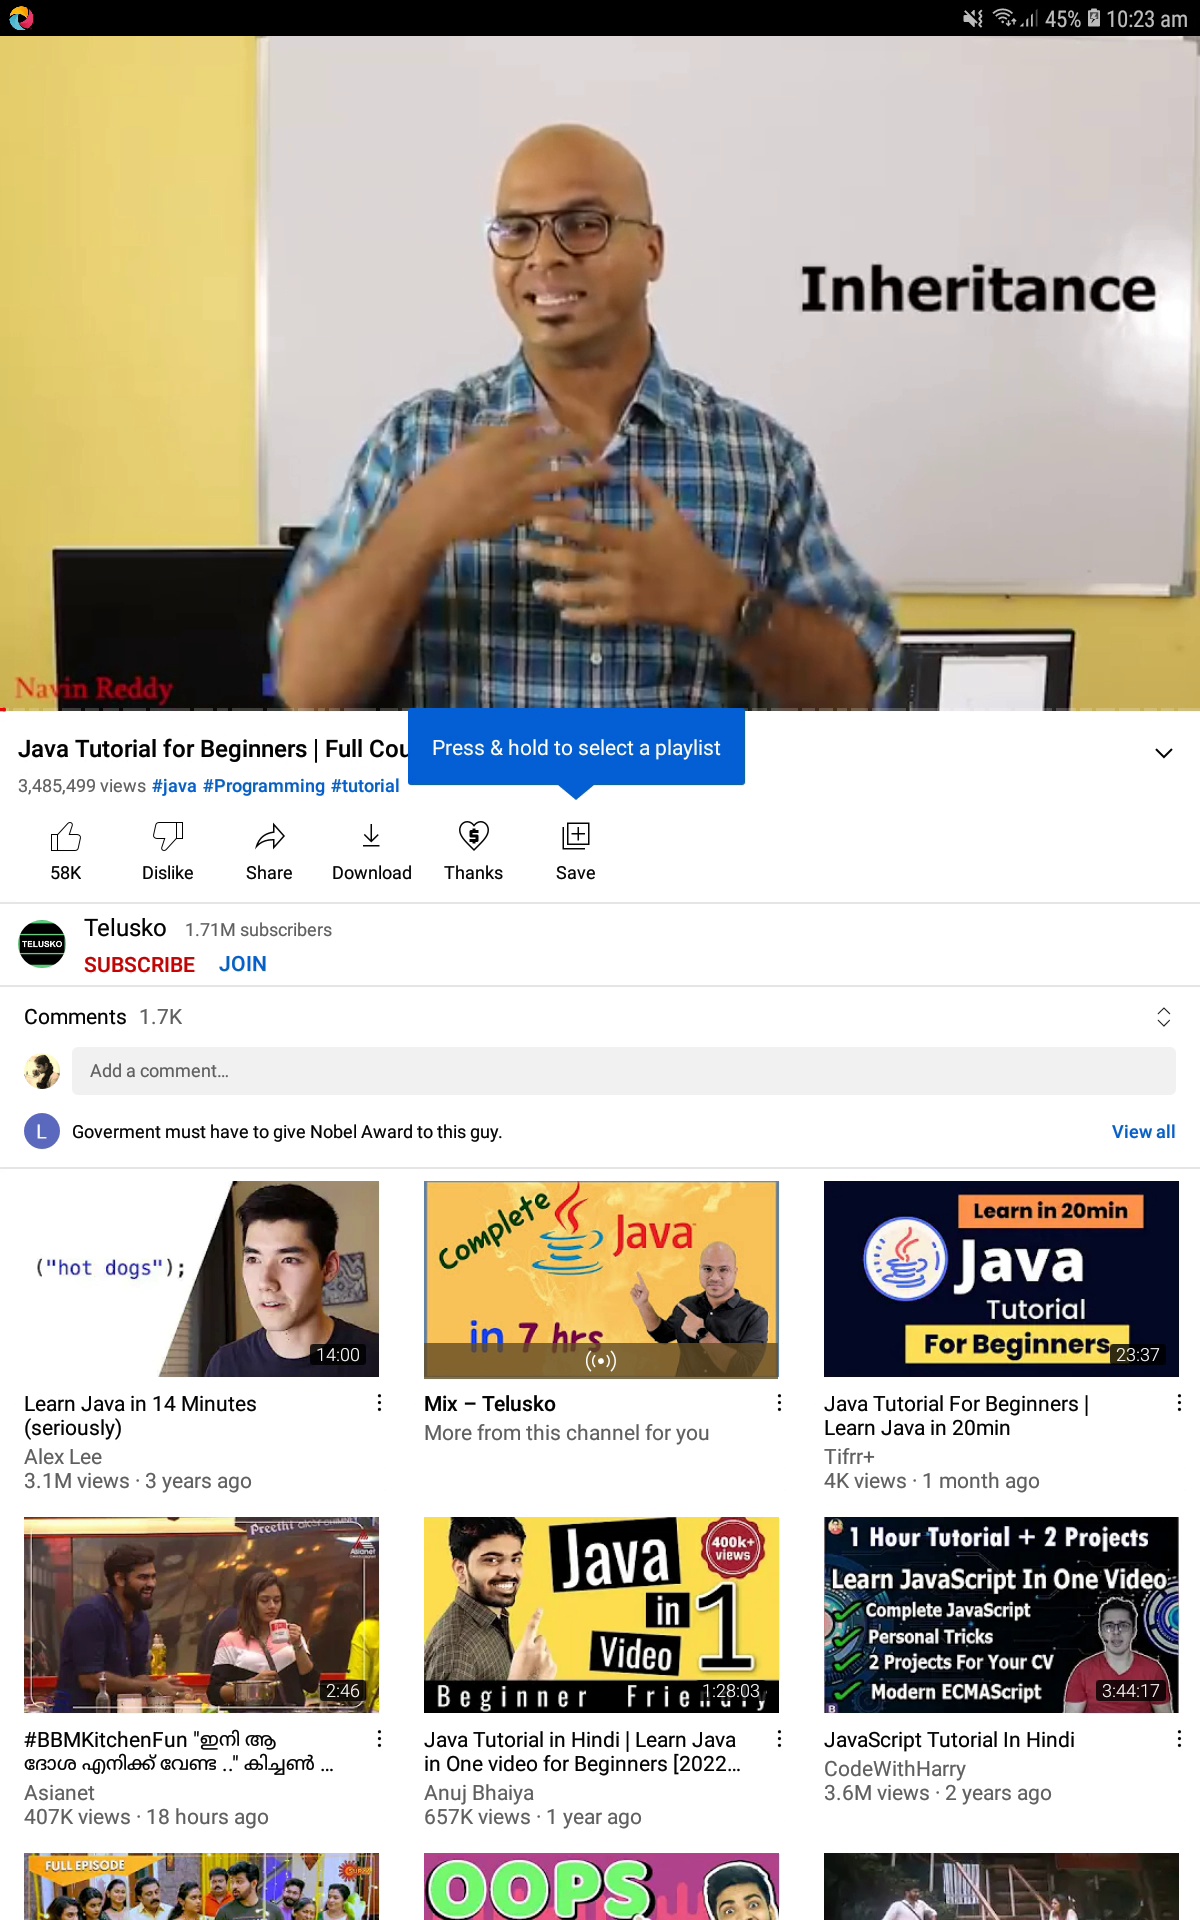 45% 10:23 am
Inheritance
Navin Reddy
Java Tutorial for Beginners | Full Cou
Press & hold to select a playlist
3,485,499 views #java #Programming #tutorial
58K Dislike Share Download Thanks Save
TELUSKO
Telusko 1.71M subscribers
SUBSCRIBE JOIN
Comments 1.7K
Add a comment...
L Goverment must have to give Nobel Award to this guy. View all
("hot dogs");
14:00
Learn Java in 14 Minutes
(seriously)
Alex Lee
3.1M views · 3 years ago
Complete
Java
in 7 hrs
Mix – Telusko
More from this channel for you
Learn in 20min
Java
Tutorial
For Beginners
23:37
Java Tutorial For Beginners |
Learn Java in 20min
Tifrr+
4K views · 1 month ago
Preethi
Asianet
2:46
#BBMKitchenFun "ഇനി ആ
ദോശ എനിക്ക് വേണ്ട .." കിച്ചൺ ...
Asianet
407K views · 18 hours ago
400k+
views
Java
in 1
Video
Beginner
1:28:03
Java Tutorial in Hindi | Learn Java
in One video for Beginners [2022...
Anuj Bhaiya
657K views · 1 year ago
1 Hour Tutorial + 2 Projects
Learn JavaScript In One Video
Complete JavaScript
Personal Tricks
2 Projects For Your CV
Modern ECMAScript
3:44:17
JavaScript Tutorial In Hindi
CodeWithHarry
3.6M views · 2 years ago
FULL EPISODE
OOPS